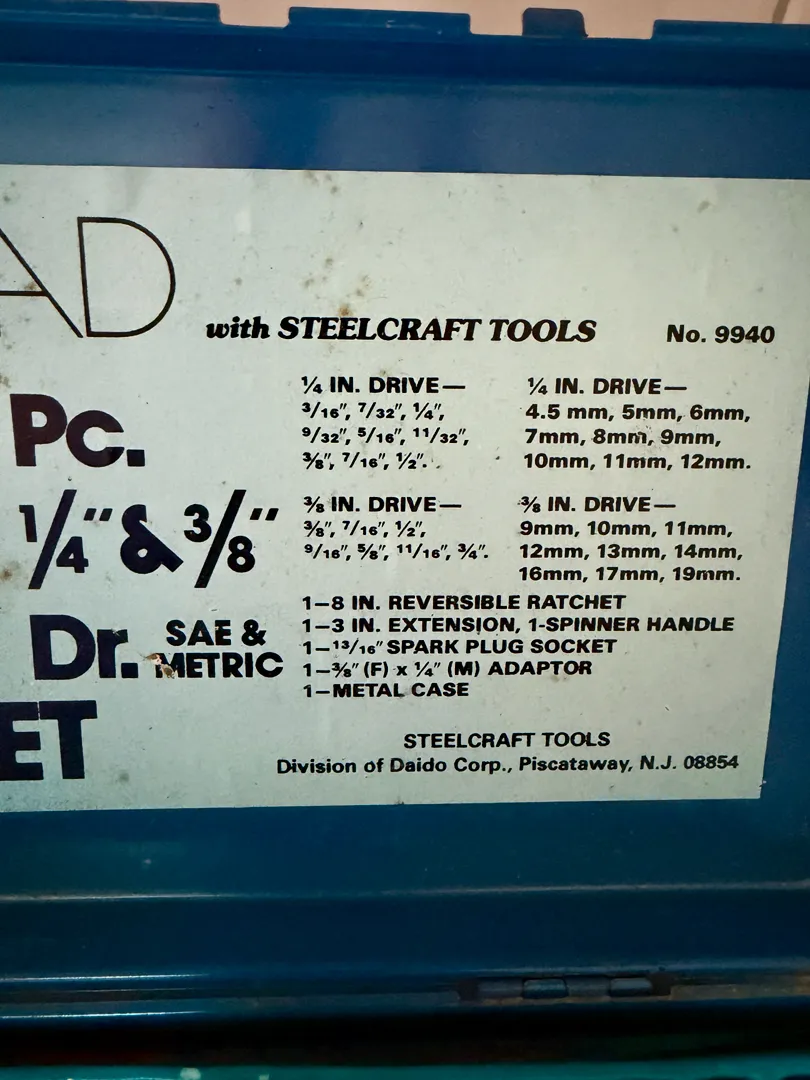 AD
with STEELCRAFT TOOLS No. 9940
Pc.
1/4" & 3/8"
Dr. SAE & METRIC
ET
1/4 IN. DRIVE—
3/16", 7/32", 1/4",
9/32", 5/16", 11/32",
3/8", 7/16", 1/2".
1/4 IN. DRIVE—
4.5 mm, 5mm, 6mm,
7mm, 8mm, 9mm,
10mm, 11mm, 12mm.
3/8 IN. DRIVE—
3/8", 7/16", 1/2",
9/16", 5/8", 11/16", 3/4".
3/8 IN. DRIVE—
9mm, 10mm, 11mm,
12mm, 13mm, 14mm,
16mm, 17mm, 19mm.
1—8 IN. REVERSIBLE RATCHET
1—3 IN. EXTENSION, 1-SPINNER HANDLE
1—13/16" SPARK PLUG SOCKET
1—3/8" (F) x 1/4" (M) ADAPTOR
1—METAL CASE
STEELCRAFT TOOLS
Division of Daido Corp., Piscataway, N.J. 08854